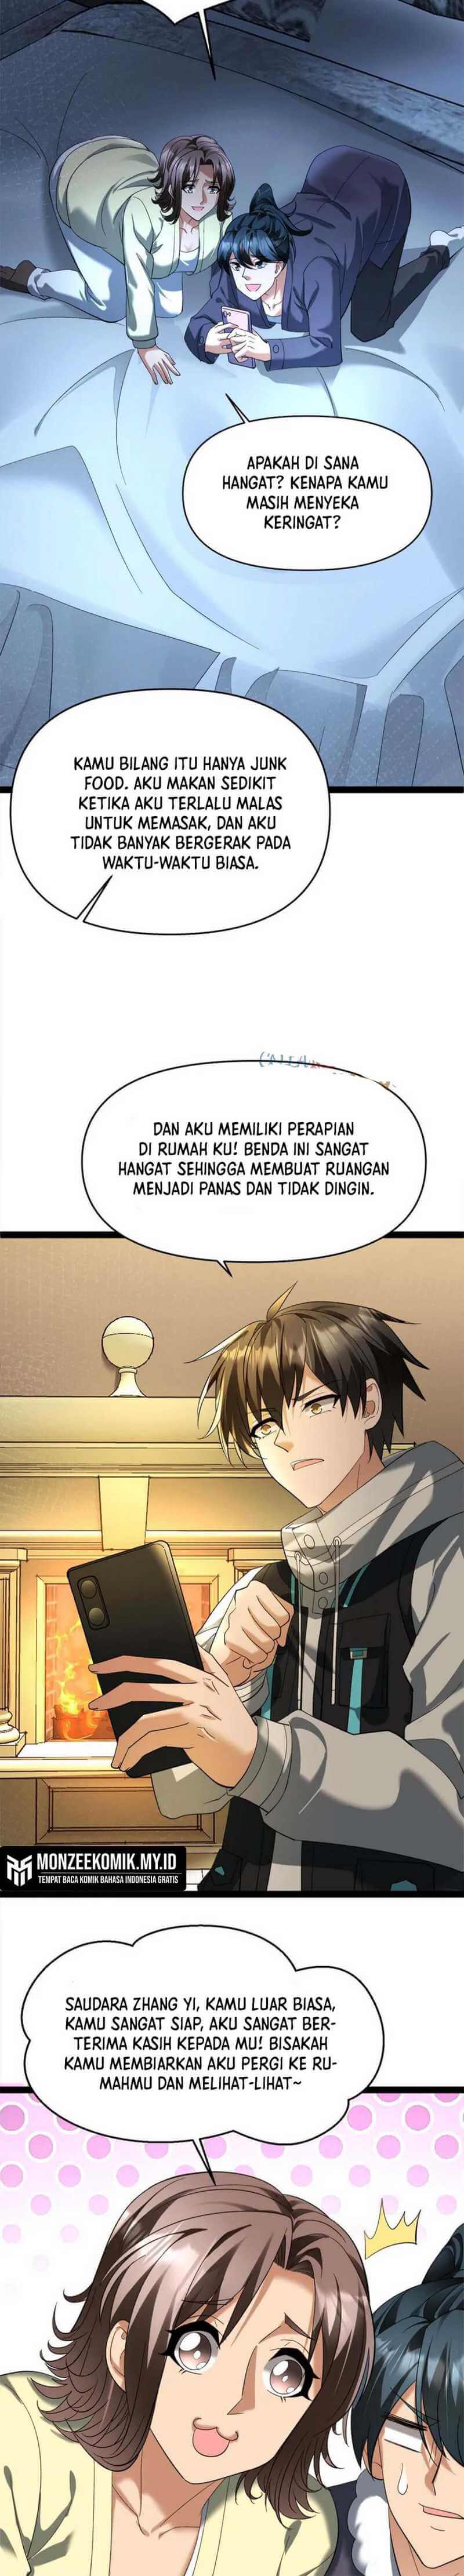 APAKAH DI SANA
HANGAT? KENAPA KAMU
MASIH MENYEKA
KERINGAT?
KAMU BILANG ITU HANYA JUNK
FOOD. AKU MAKAN SEDIKIT
KETIKA AKU TERLALU MALAS
UNTUK MEMASAK, DAN AKU
TIDAK BANYAK BERGERAK PADA
WAKTU-WAKTU BIASA.
DAN AKU MEMILIKI PERAPIAN
DI RUMAH KU! BENDA INI SANGAT
HANGAT SEHINGGA MEMBUAT RUANGAN
MENJADI PANAS DAN TIDAK DINGIN.
MONZEEKOMIK.MY.ID
TEMPAT BACA KOMIK BAHASA INDONESIA GRATIS
SAUDARA ZHANG YI, KAMU LUAR BIASA,
KAMU SANGAT SIAP, AKU SANGAT BER-
TERIMA KASIH KEPADA MU! BISAKAH
KAMU MEMBIARKAN AKU PERGI KE RU-
MAHMU DAN MELIHAT-LIHAT~